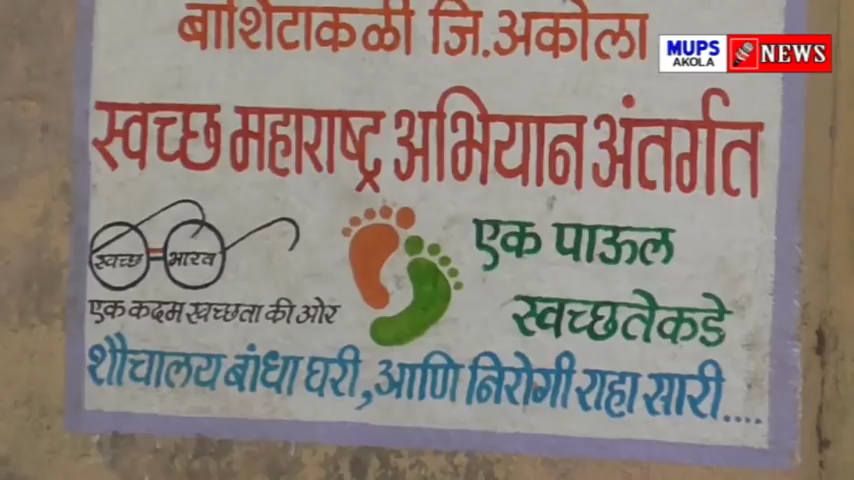 बार्शिटाकळी जि.अकोला
MUPS
AKOLA
NEWS
स्वच्छ महाराष्ट्र अभियान अंतर्गत
स्वच्छ भारत
एक कदम स्वच्छता की ओर
एक पाऊल
स्वच्छतेकडे
शौचालय बांधा घरी, आणि निरोगी राहा सारी....